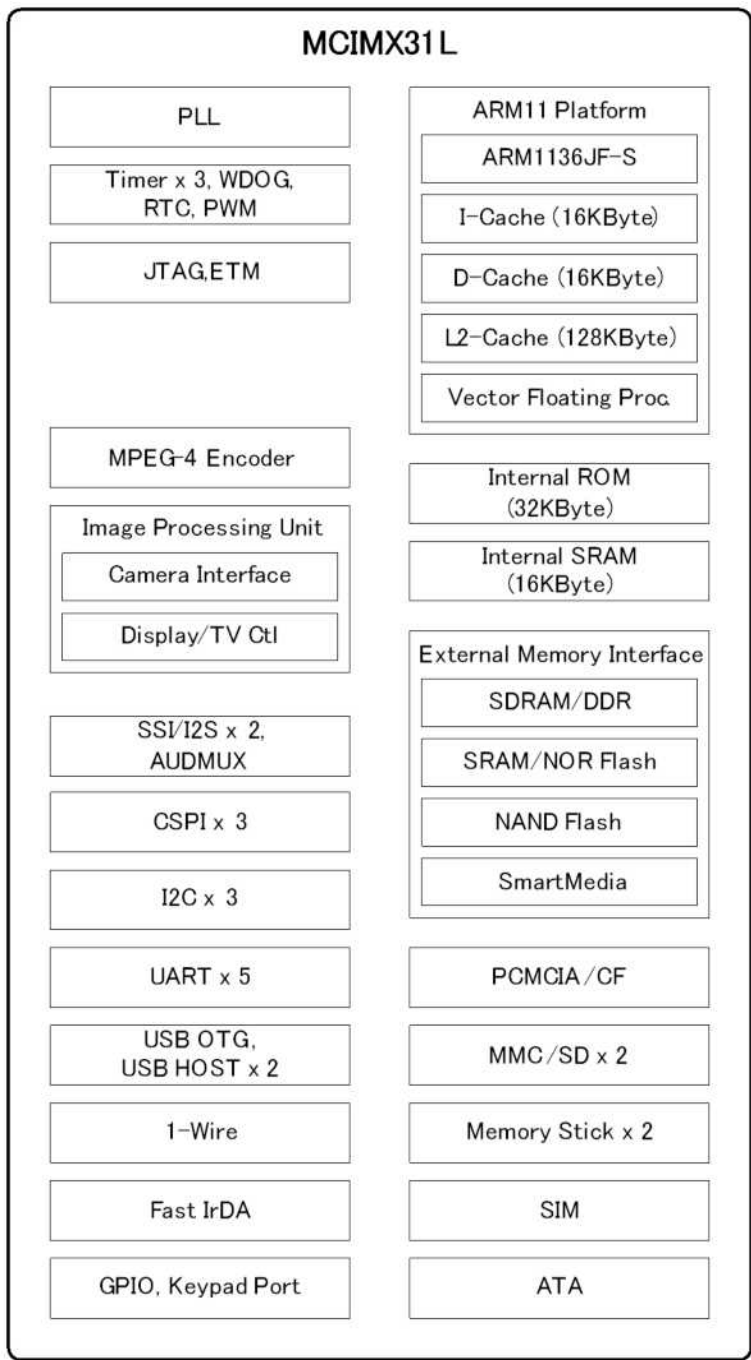 MCIMX31L
PLL
Timer x 3, WDOG,
RTC, PWM
JTAG,ETM
MPEG-4 Encoder
Image Processing Unit
Camera Interface
Display/TV Ctl
SSI/I2S x 2,
AUDMUX
CSPI x 3
I2C x 3
UART x 5
USB OTG,
USB HOST x 2
1-Wire
Fast IrDA
GPIO, Keypad Port
ARM11 Platform
ARM1136JF-S
I-Cache (16KByte)
D-Cache (16KByte)
L2-Cache (128KByte)
Vector Floating Proc.
Internal ROM
(32KByte)
Internal SRAM
(16KByte)
External Memory Interface
SDRAM/DDR
SRAM/NOR Flash
NAND Flash
SmartMedia
PCMCIA/CF
MMC/SD x 2
Memory Stick x 2
SIM
ATA